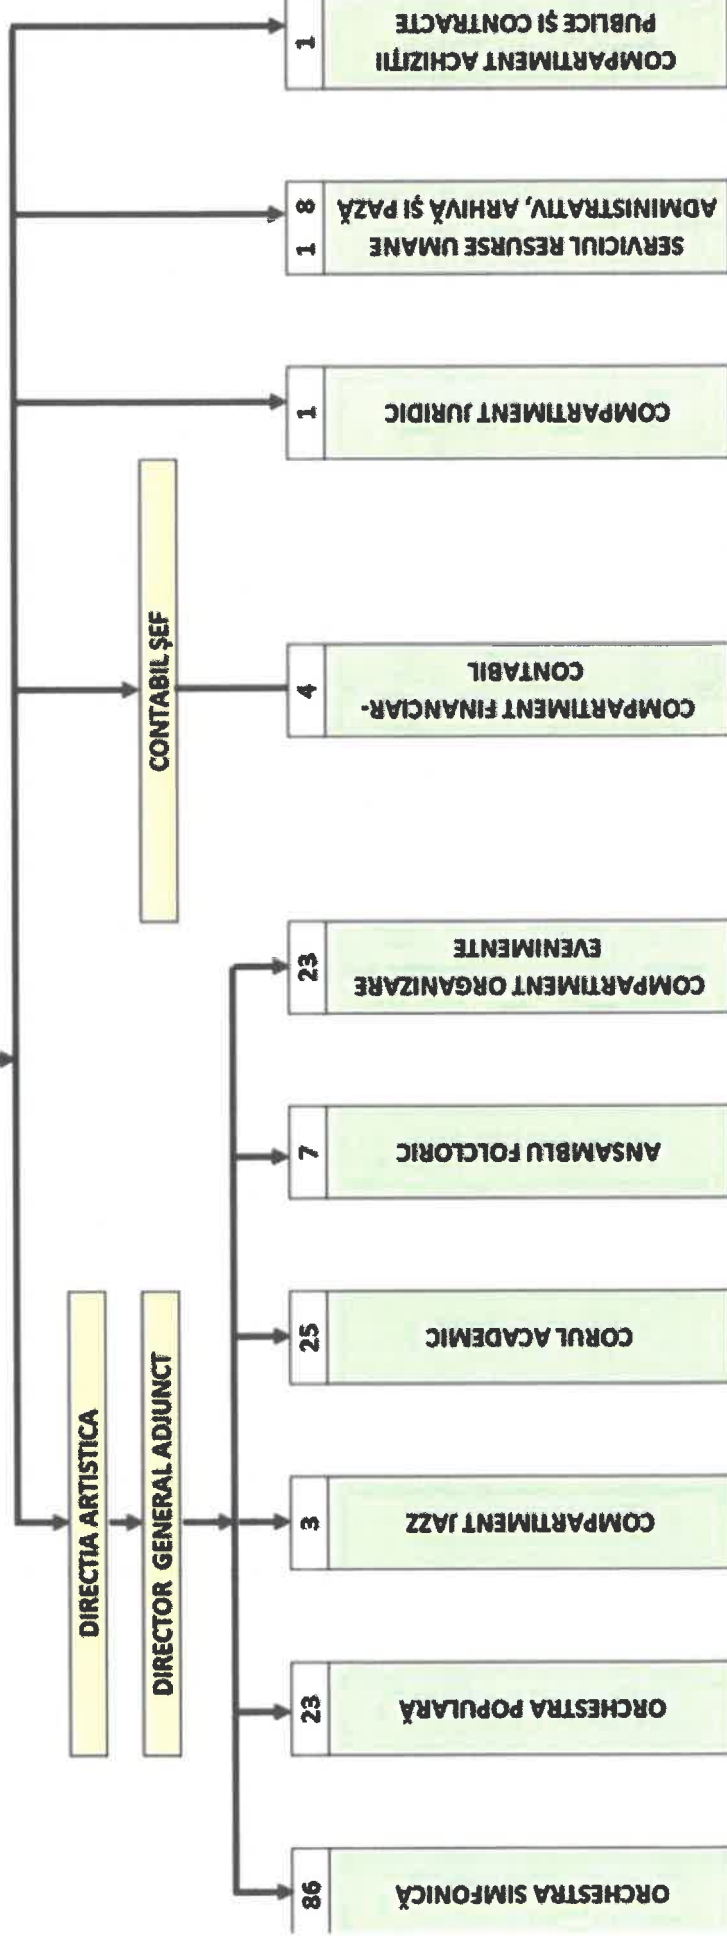 DIRECTIA ARTISTICA
DIRECTOR GENERAL ADJUNCT
CONTABIL ȘEF
86
ORCHESTRA SIMFONICĂ
23
ORCHESTRA POPULARĂ
3
COMPARTIMENT JAZZ
25
CORUL ACADEMIC
7
ANSAMBLU FOLCLORIC
23
COMPARTIMENT ORGANIZARE
EVENIMENTE
4
COMPARTIMENT FINANCIAR-
CONTABIL
1
COMPARTIMENT JURIDIC
1 8
SERVICIUL RESURSE UMANE
ADMINISTRATIV, ARHIVĂ ȘI PAZĂ
1
COMPARTIMENT ACHIZIȚII
PUBLICE ȘI CONTRACTE